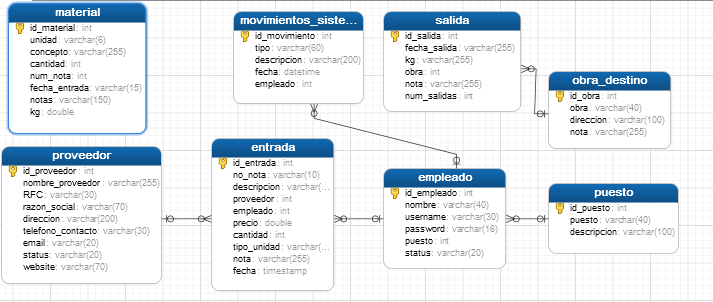 material
id_material: int
unidad: varchar(6)
concepto: varchar(255)
cantidad: int
num_nota: int
fecha_entrada: varchar(15)
notas: varchar(150)
kg: double
movimientos_siste...
id_movimiento: int
tipo: varchar(60)
descripcion: varchar(200)
fecha: datetime
empleado: int
salida
id_salida: int
fecha_salida: varchar(255)
kg: varchar(255)
obra: int
nota: varchar(255)
num_salidas: int
obra_destino
id_obra: int
obra: varchar(40)
direccion: varchar(100)
nota: varchar(255)
proveedor
id_proveedor: int
nombre_proveedor: varchar(255)
RFC: varchar(30)
razon_social: varchar(70)
direccion: varchar(200)
telefono_contacto: varchar(30)
email: varchar(20)
status: varchar(20)
website: varchar(70)
entrada
id_entrada: int
no_nota: varchar(10)
descripcion: varchar(...
proveedor: int
empleado: int
precio: double
cantidad: int
tipo_unidad: varchar(...
nota: varchar(255)
fecha: timestamp
empleado
id_empleado: int
nombre: varchar(40)
username: varchar(30)
password: varchar(16)
puesto: int
status: varchar(20)
puesto
id_puesto: int
puesto: varchar(40)
descripcion: varchar(100)